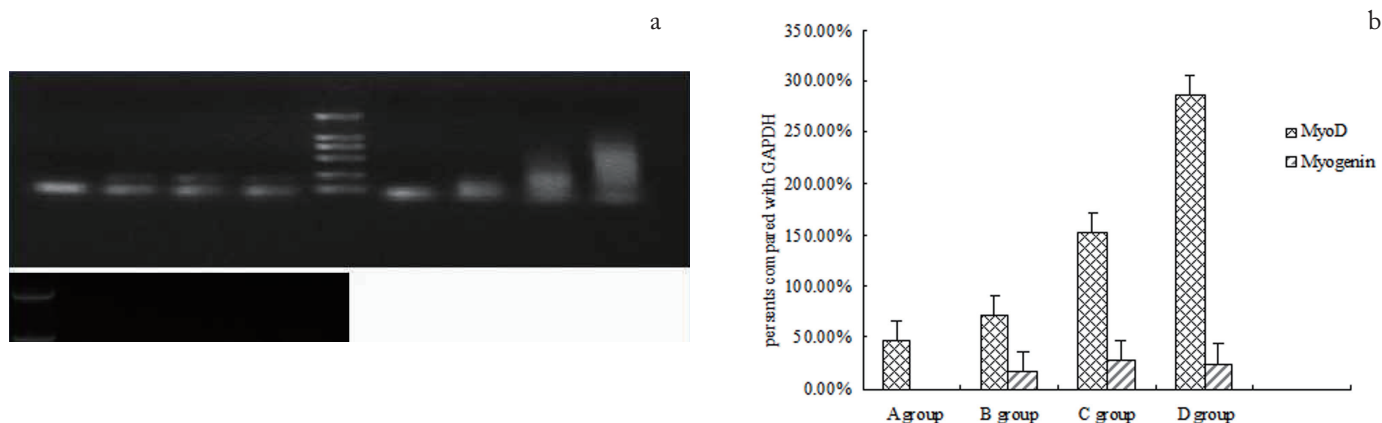 a
b
350.00%
300.00%
250.00%
200.00%
150.00%
100.00%
50.00%
0.00%
persents compared with GAPDH
MyoD
Myogenin
A group
B group
C group
D group